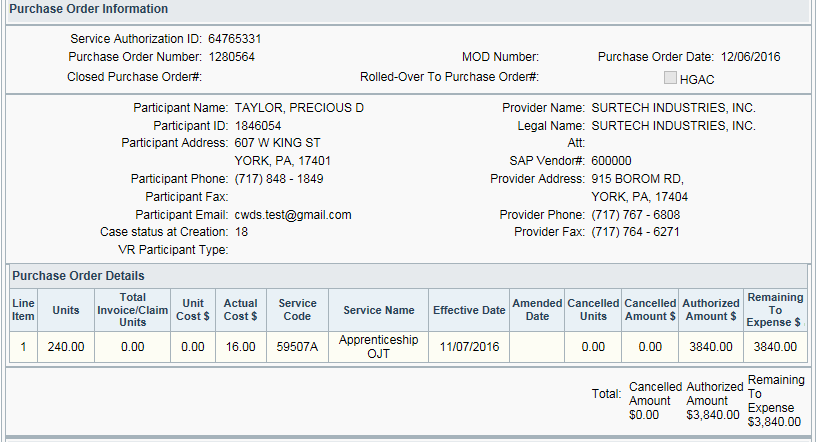 Purchase Order Information
Service Authorization ID: 64765331
Purchase Order Number: 1280564 MOD Number: Purchase Order Date: 12/06/2016
Closed Purchase Order#: Rolled-Over To Purchase Order#: HGAC
Participant Name: TAYLOR, PRECIOUS D Provider Name: SURTECH INDUSTRIES, INC.
Participant ID: 1846054 Legal Name: SURTECH INDUSTRIES, INC.
Participant Address: 607 W KING ST Att:
YORK, PA, 17401 SAP Vendor#: 600000
Participant Phone: (717) 848 - 1849 Provider Address: 915 BOROM RD,
Participant Fax: YORK, PA, 17404
Participant Email: cwds.test@gmail.com Provider Phone: (717) 767 - 6808
Case status at Creation: 18 Provider Fax: (717) 764 - 6271
VR Participant Type:
Purchase Order Details
Line Item Units Total Invoice/Claim Units Unit Cost $ Actual Cost $ Service Code Service Name Effective Date Amended Date Cancelled Units Cancelled Amount $ Authorized Amount $ Remaining To Expense $
1 240.00 0.00 0.00 16.00 59507A Apprenticeship OJT 11/07/2016 0.00 0.00 3840.00 3840.00
Total: Cancelled Amount $0.00 Authorized Amount $3,840.00 Remaining To Expense $3,840.00